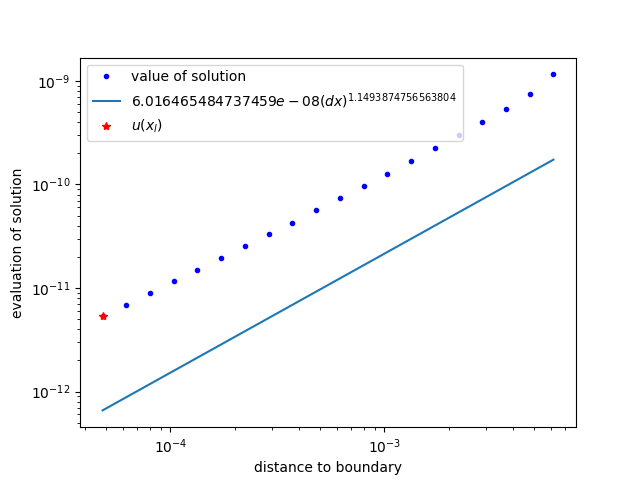 10⁻⁹
10⁻¹⁰
10⁻¹¹
10⁻¹²
evaluation of solution
value of solution
6.016465484737459e − 08(dx)^1.1493874756563804
u(x_l)
10⁻⁴ 10⁻³
distance to boundary